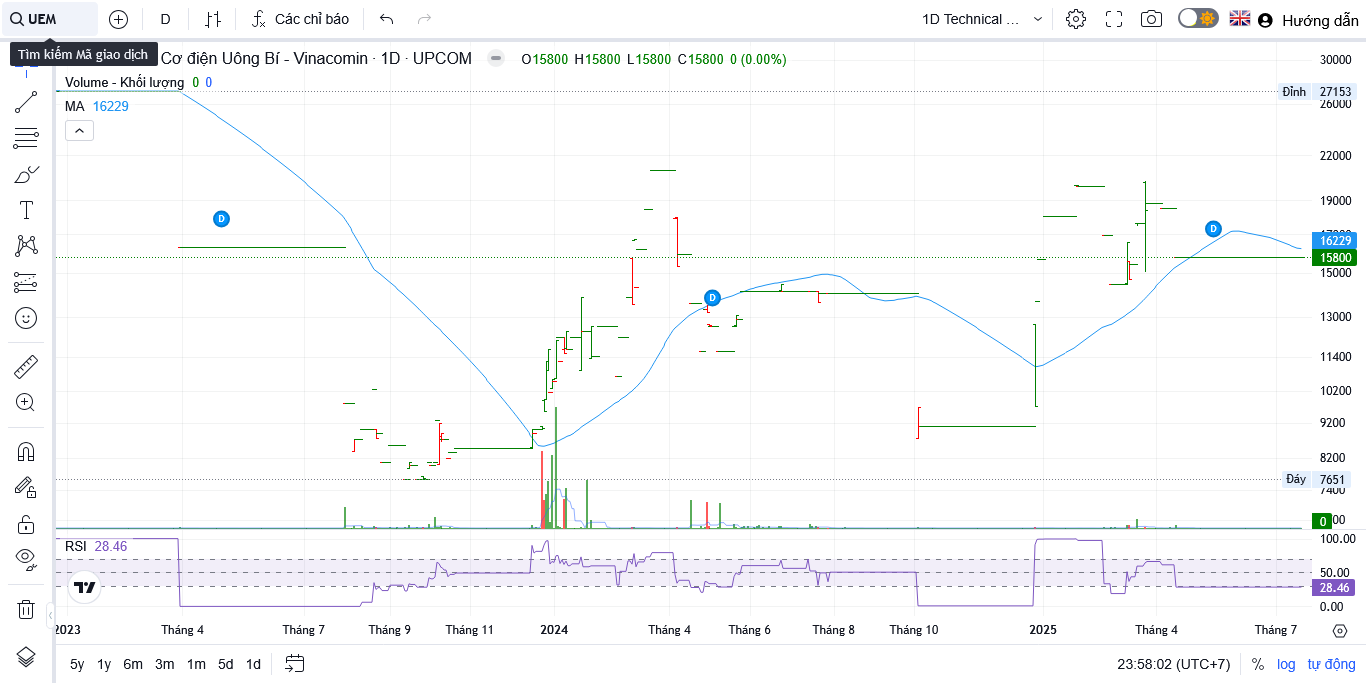 UEM
D
Các chỉ báo
1D Technical ...
Hướng dẫn
Tìm kiếm Mã giao dịch
Cơ điện Uông Bí - Vinacomin · 1D · UPCOM
O15800 H15800 L15800 C15800 0 (0.00%)
Volume - Khối lượng 0 0
MA 16229
30000
Đỉnh 27153
26000
22000
19000
16229
15800
15000
13000
11400
10200
9200
8200
Đáy 7651
7400
0
D
D
D
RSI 28.46
100.00
50.00
28.46
0.00
2023 Tháng 4 Tháng 7 Tháng 9 Tháng 11 2024 Tháng 4 Tháng 6 Tháng 8 Tháng 10 2025 Tháng 4 Tháng 7
5y 1y 6m 3m 1m 5d 1d
23:58:02 (UTC+7) % log tự động